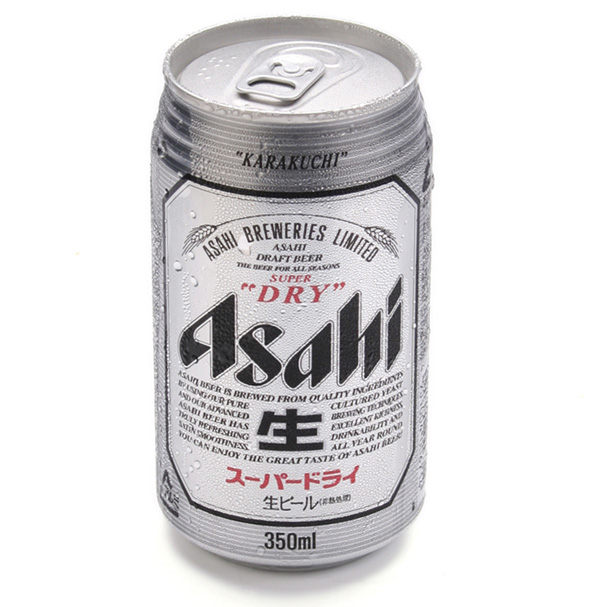 "KARAKUCHI"
ASAHI BREWERIES LIMITED
ASAHI
DRAFT BEER
THE BEER FOR ALL SEASONS
SUPER
"DRY"
Asahi
ASAHI BEER IS BREWED FROM QUALITY INGREDIENTS
BY USING OUR PURE CULTURED YEAST
AND OUR ADVANCED BREWING TECHNIQUES.
ASAHI BEER HAS EXCELLENT RICHNESS,
TRULY REFRESHING DRINKABILITY AND
SATIN SMOOTHNESS. ALL YEAR ROUND
YOU CAN ENJOY THE GREAT TASTE OF ASAHI BEER!
生
スーパードライ
生ビール(非熱処理)
350ml